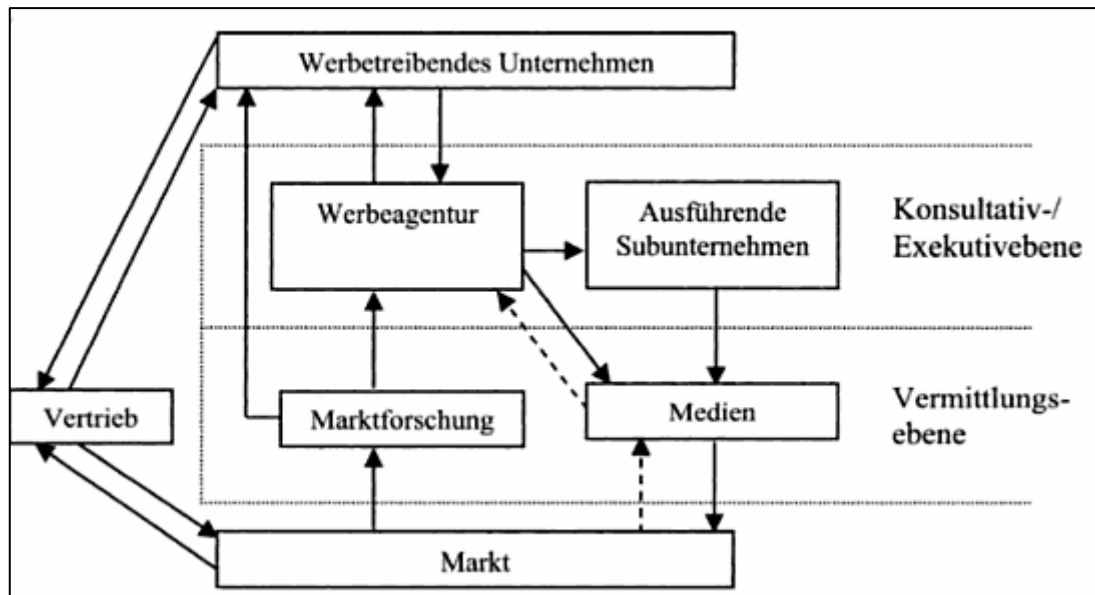 Werbetreibendes Unternehmen
Werbeagentur
Ausführende
Subunternehmen
Konsultativ-/
Exekutivebene
Vertrieb
Marktforschung
Medien
Vermittlungs-
ebene
Markt